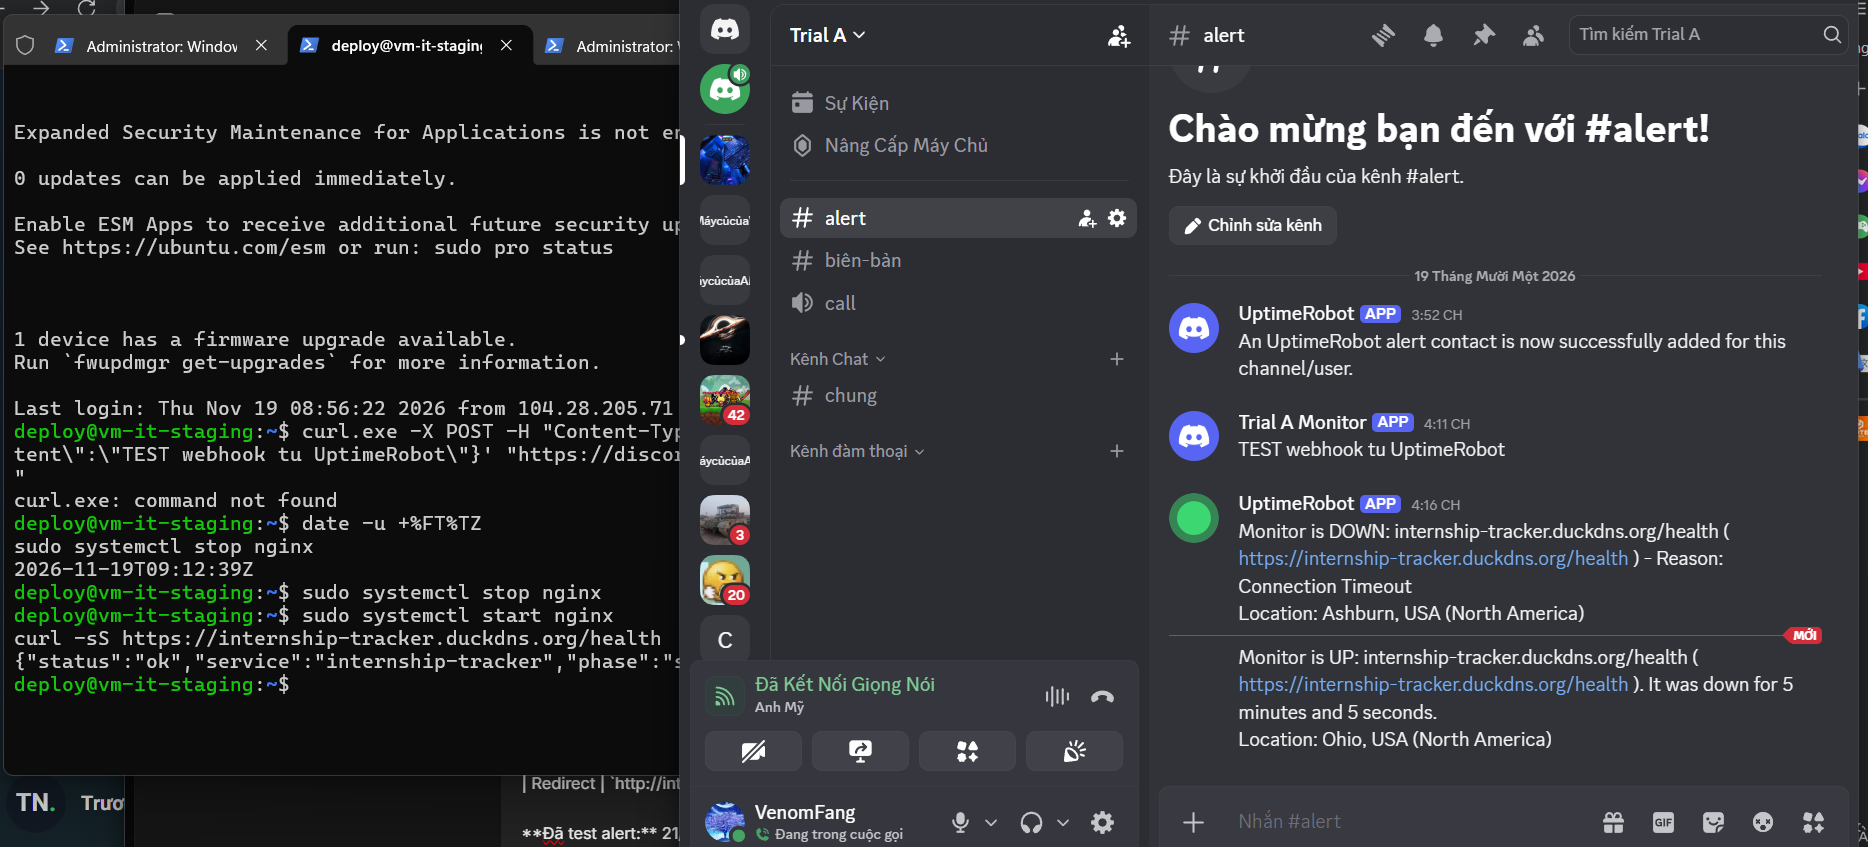 Administrator: Window
deploy@vm-it-staging
Administrator:
Expanded Security Maintenance for Applications is not en
0 updates can be applied immediately.
Enable ESM Apps to receive additional future security up
See https://ubuntu.com/esm or run: sudo pro status
1 device has a firmware upgrade available.
Run `fwupdmgr get-upgrades` for more information.
Last login: Thu Nov 19 08:56:22 2026 from 104.28.205.71
deploy@vm-it-staging:~$ curl.exe -X POST -H "Content-Typ
tent\":\"TEST webhook tu UptimeRobot\"}' "https://discor
"
curl.exe: command not found
deploy@vm-it-staging:~$ date -u +%FT%TZ
sudo systemctl stop nginx
2026-11-19T09:12:39Z
deploy@vm-it-staging:~$ sudo systemctl stop nginx
deploy@vm-it-staging:~$ sudo systemctl start nginx
curl -sS https://internship-tracker.duckdns.org/health
{"status":"ok","service":"internship-tracker","phase":"s
deploy@vm-it-staging:~$
TN.
Trươ
| Redirect | `http://int
**Đã test alert:** 21,
42
3
20
C
Trial A
Sự Kiện
Nâng Cấp Máy Chủ
alert
biên-bản
call
Kênh Chat
chung
Kênh đàm thoại
Đã Kết Nối Giọng Nói
Anh Mỹ
VenomFang
Đang trong cuộc gọi
alert
Tìm kiếm Trial A
Chào mừng bạn đến với #alert!
Đây là sự khởi đầu của kênh #alert.
Chỉnh sửa kênh
19 Tháng Mười Một 2026
UptimeRobot APP 3:52 CH
An UptimeRobot alert contact is now successfully added for this
channel/user.
Trial A Monitor APP 4:11 CH
TEST webhook tu UptimeRobot
UptimeRobot APP 4:16 CH
Monitor is DOWN: internship-tracker.duckdns.org/health (
https://internship-tracker.duckdns.org/health ) - Reason:
Connection Timeout
Location: Ashburn, USA (North America)
MỚI
Monitor is UP: internship-tracker.duckdns.org/health (
https://internship-tracker.duckdns.org/health ). It was down for 5
minutes and 5 seconds.
Location: Ohio, USA (North America)
Nhắn #alert
GIF